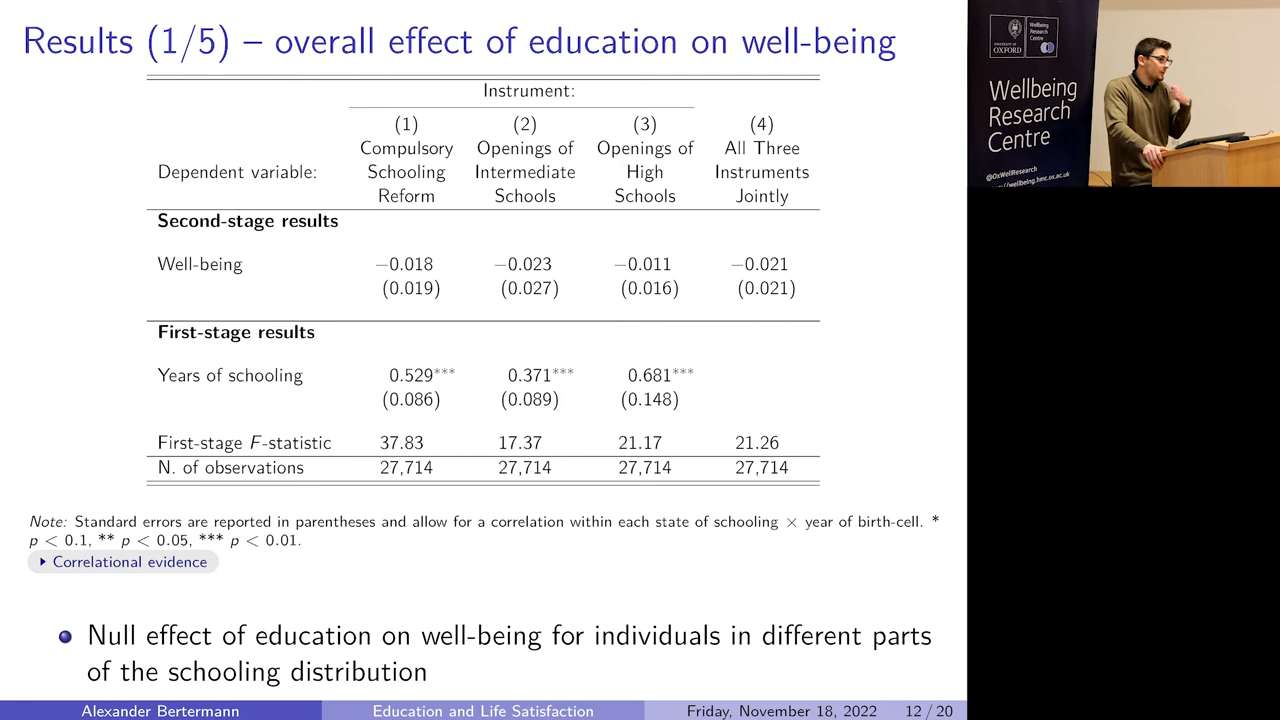 Results (1/5) – overall effect of education on well-being
Instrument:
(1) (2) (3) (4)
Compulsory Openings of Openings of All Three
Dependent variable: Schooling Intermediate High Instruments
Reform Schools Schools Jointly
Second-stage results
Well-being −0.018 −0.023 −0.011 −0.021
(0.019) (0.027) (0.016) (0.021)
First-stage results
Years of schooling 0.529*** 0.371*** 0.681***
(0.086) (0.089) (0.148)
First-stage F-statistic 37.83 17.37 21.17 21.26
N. of observations 27,714 27,714 27,714 27,714
Note: Standard errors are reported in parentheses and allow for a correlation within each state of schooling × year of birth-cell. *
p < 0.1, ** p < 0.05, *** p < 0.01.
Correlational evidence
Null effect of education on well-being for individuals in different parts
of the schooling distribution
Alexander Bertermann Education and Life Satisfaction Friday, November 18, 2022 12 / 20
UNIVERSITY OF
OXFORD
Wellbeing
Research
Centre
Wellbeing
Research
Centre
@OxWellResearch
wellbeing.hmc.ox.ac.uk